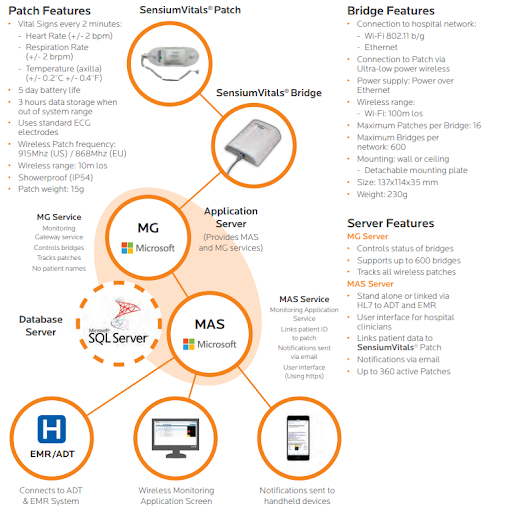 Patch Features
• Vital Signs every 2 minutes:
- Heart Rate (+/- 2 bpm)
- Respiration Rate
(+/- 2 brpm)
- Temperature (axilla)
(+/- 0.2°C +/- 0.4°F)
• 5 day battery life
• 3 hours data storage when
out of system range
• Uses standard ECG
electrodes
• Wireless Patch frequency:
915Mhz (US) / 868Mhz (EU)
• Wireless range: 10m los
• Showerproof (IP54)
• Patch weight: 15g
SensiumVitals® Patch
SensiumVitals® Bridge
Bridge Features
• Connection to hospital network:
- Wi-Fi 802.11 b/g
- Ethernet
• Connection to Patch via
Ultra-low power wireless
• Power supply: Power over
Ethernet
• Wireless range:
- Wi-Fi: 100m los
• Maximum Patches per Bridge: 16
• Maximum Bridges per
network: 600
• Mounting: wall or ceiling
- Detachable mounting plate
• Size: 137x114x35 mm
• Weight: 230g
MG Service
Monitoring
Gateway service
Controls bridges
Tracks patches
No patient names
MG
Microsoft
Application
Server
(Provides MAS
and MG services)
Server Features
MG Server
• Controls status of bridges
• Supports up to 600 bridges
• Tracks all wireless patches
MAS Server
• Stand alone or linked via
HL7 to ADT and EMR
• User interface for hospital
clinicians
• Links patient data to
SensiumVitals® Patch
• Notifications via email
• Up to 360 active Patches
Database
Server
Microsoft
SQL Server
MAS
Microsoft
MAS Service
Monitoring Application
Service
Links patient ID
to patch
Notifications sent
via email
User interface
(Using https)
H
EMR/ADT
Connects to ADT
& EMR System
Wireless Monitoring
Application Screen
Notifications sent to
handheld devices